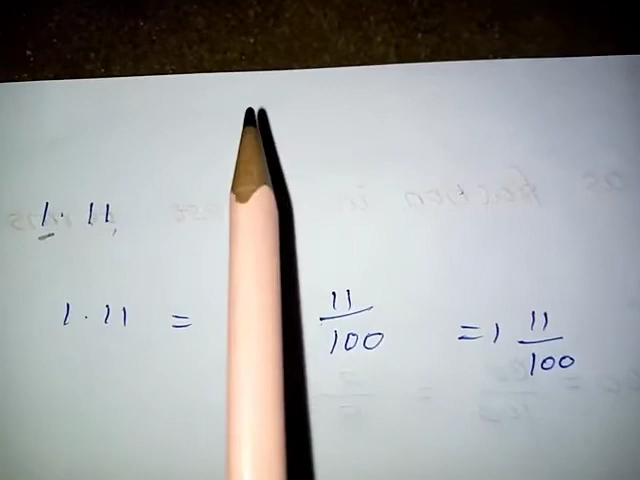 1.11
1.11 = 11/100 = 1 11/100